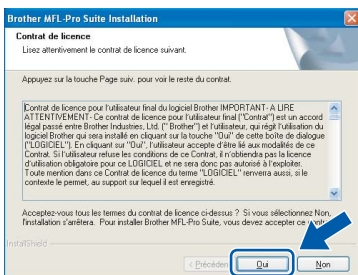 Brother MFL-Pro Suite Installation
Contrat de licence
Lisez attentivement le contrat de licence suivant.
Appuyez sur la touche Page suiv. pour voir le reste du contrat.
Contrat de licence pour l'utilisateur final du logiciel Brother IMPORTANT- A LIRE
ATTENTIVEMENT- Ce contrat de licence pour l'utilisateur final ("Contrat") est un accord
légal passé entre Brother Industries, Ltd. (" Brother") et l'utilisateur, qui régit l'utilisation du
logiciel Brother qui sera installé en cliquant sur la touche "Oui" de cette boîte de dialogue
("LOGICIEL"). En cliquant sur "Oui", l'utilisateur accepte d'être lié aux modalités de ce
Contrat. Si l'utilisateur refuse les conditions de ce Contrat, il n'obtiendra pas la licence
d'utilisation obligatoire pour ce LOGICIEL et ne sera donc pas autorisé à l'exploiter.
Toute mention dans ce Contrat de licence du terme "LOGICIEL" renverra aussi, si le
contexte le permet, au support sur lequel il est enregistré.
Acceptez-vous tous les termes du contrat de licence ci-dessus ? Si vous sélectionnez Non,
l'installation s'arrêtera. Pour installer Brother MFL-Pro Suite, vous devez accepter ce
InstallShield
< Précéden Oui Non